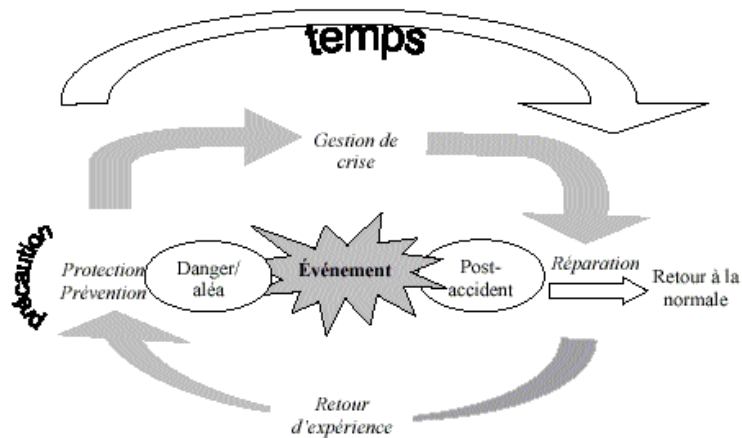 temps
Gestion de
crise
précaution
Protection
Prévention
Danger/
aléa
Événement
Post-
accident
Réparation
Retour à la
normale
Retour
d'expérience